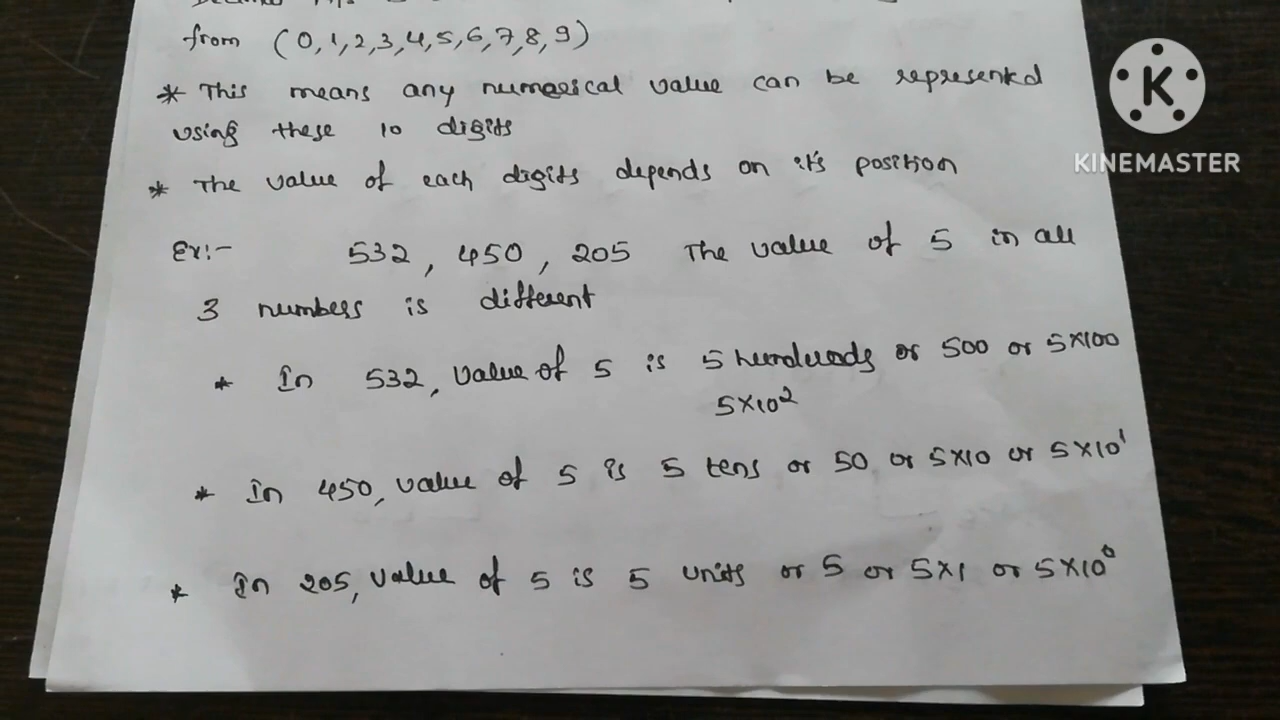 from (0,1,2,3,4,5,6,7,8,9)
* This means any numerical value can be represented
using these 10 digits
* The value of each digits depends on it's position
Ex:- 532, 450, 205 The value of 5 in all
3 numbers is different
* In 532, value of 5 is 5 hundreds or 500 or 5×100
5×10²
* In 450, value of 5 is 5 tens or 50 or 5×10 or 5×10¹
* In 205, value of 5 is 5 units or 5 or 5×1 or 5×10⁰
K
KINEMASTER